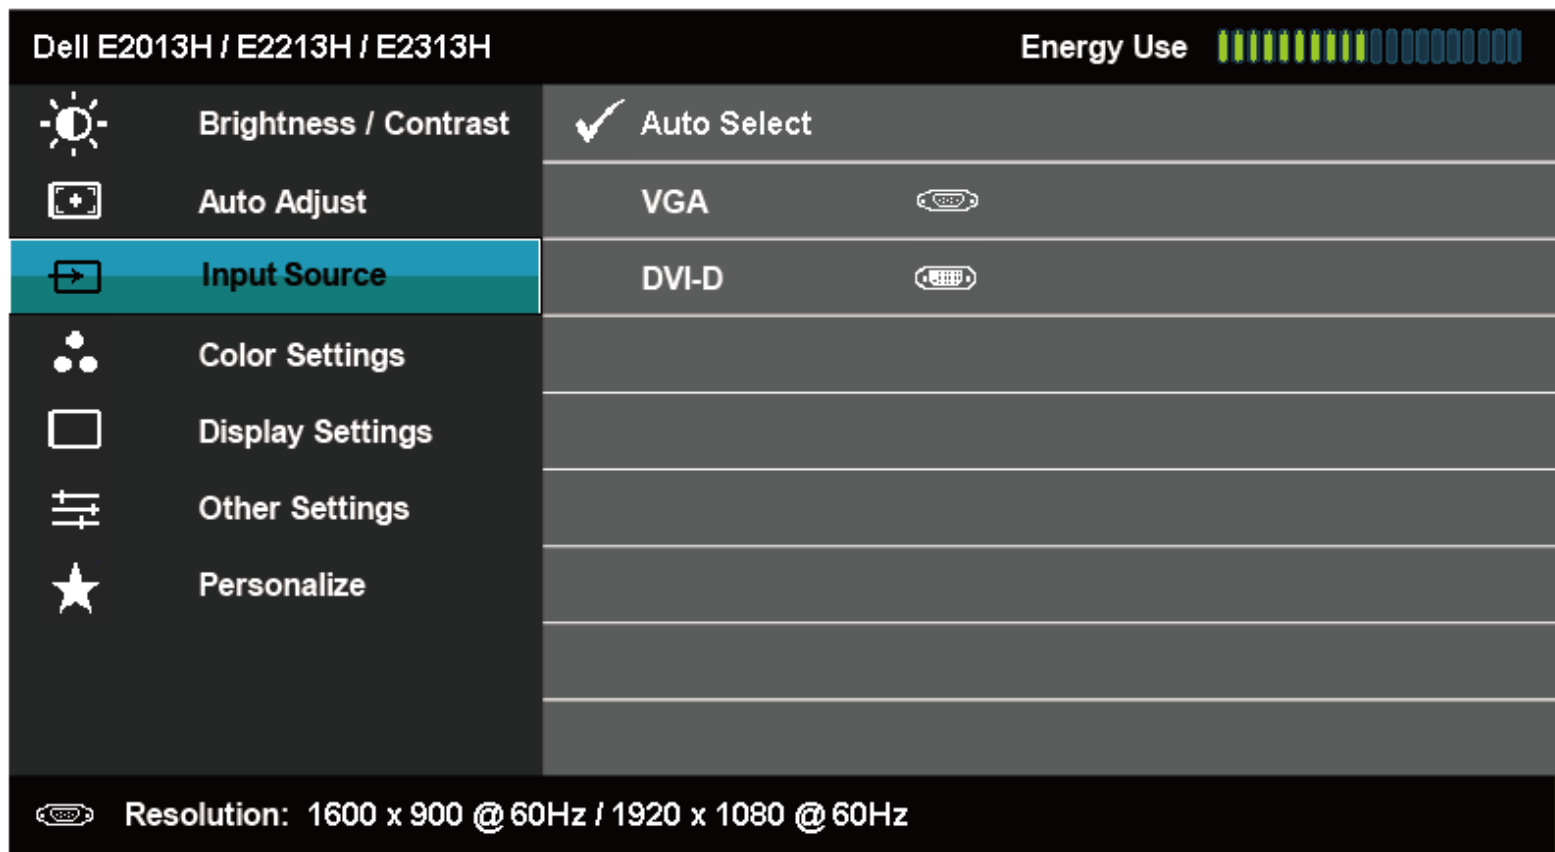 Dell E2013H / E2213H / E2313H
Energy Use
Brightness / Contrast
Auto Select
Auto Adjust
VGA
Input Source
DVI-D
Color Settings
Display Settings
Other Settings
Personalize
Resolution: 1600 x 900 @ 60Hz / 1920 x 1080 @ 60Hz